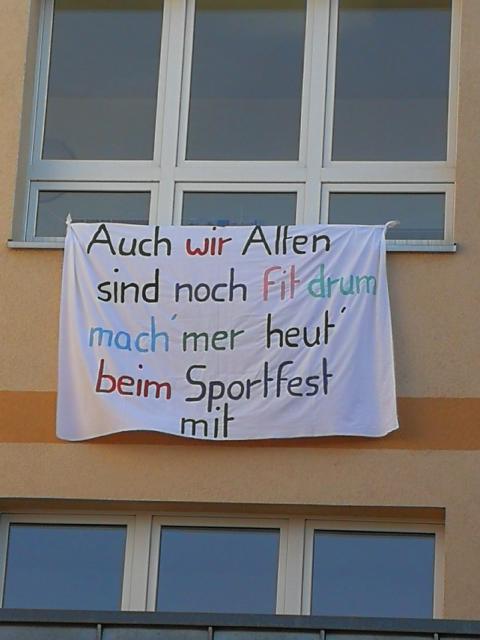 Auch wir Alten
sind noch Fit drum
mach´mer heut´
beim Sportfest
mit